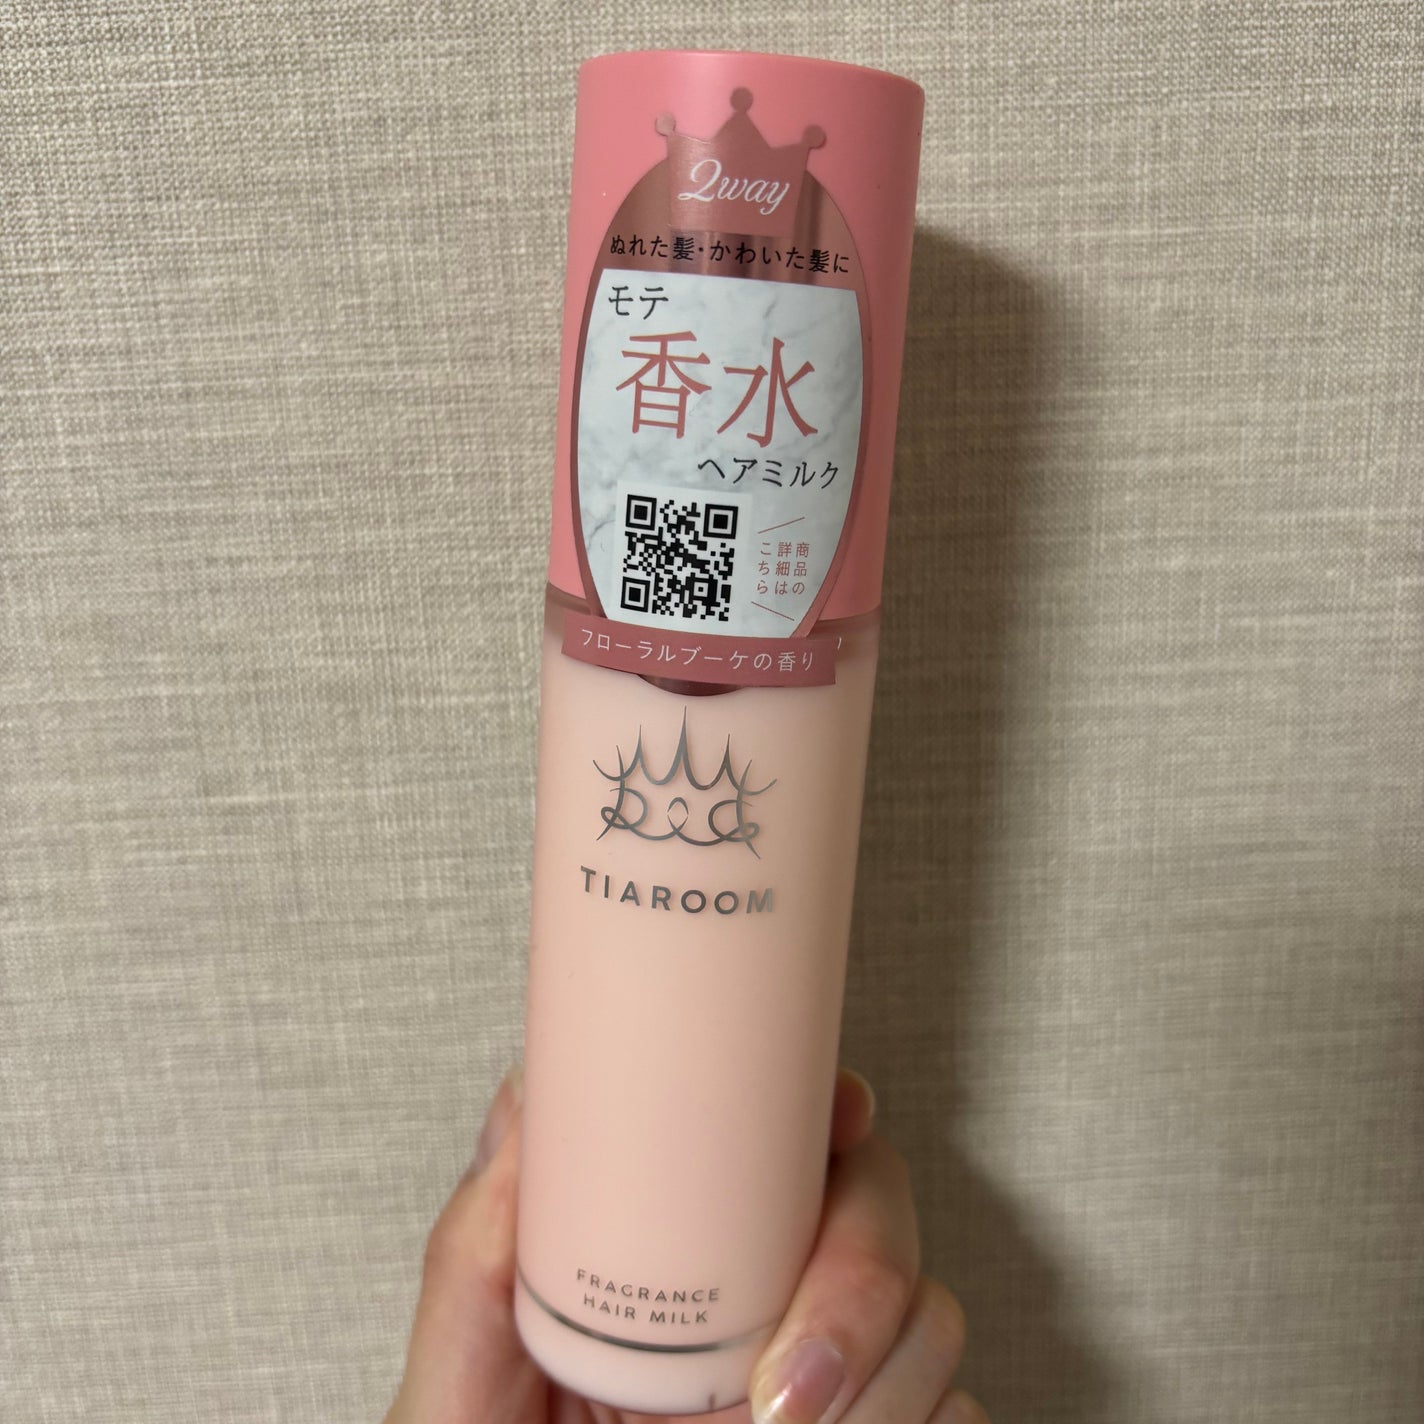 2way
ぬれた髪・かわいた髪に
モテ
香水
ヘアミルク
商品の
詳細は
こちら
フローラルブーケの香り
TIAROOM
FRAGRANCE
HAIR MILK